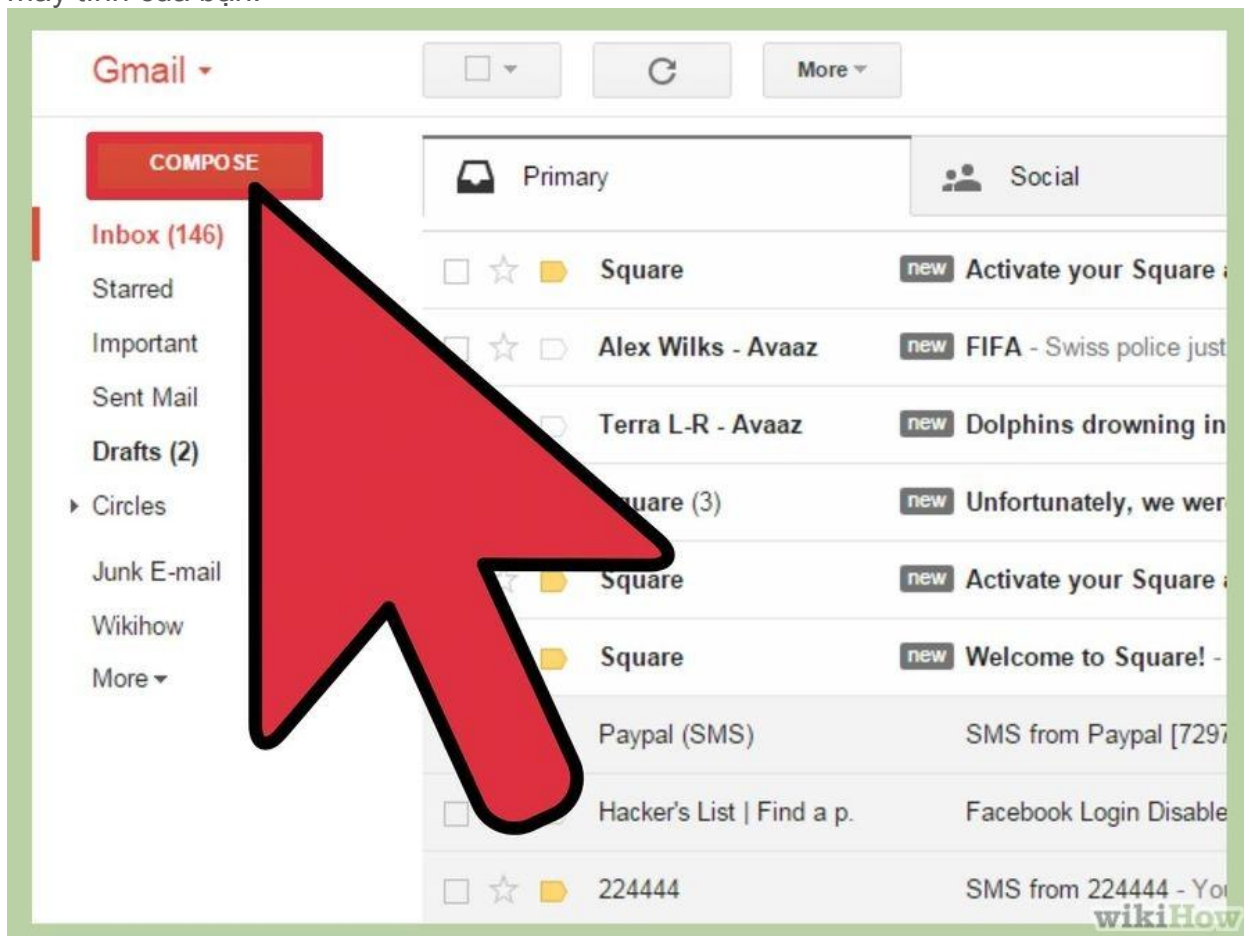 máy tính của bạn.
Gmail
More
COMPOSE
Primary
Social
Inbox (146)
Starred
Important
Sent Mail
Drafts (2)
Circles
Junk E-mail
Wikihow
More
Square new Activate your Square
Alex Wilks - Avaaz new FIFA - Swiss police just
Terra L-R - Avaaz new Dolphins drowning in
Square (3) new Unfortunately, we wer
Square new Activate your Square
Square new Welcome to Square! -
Paypal (SMS) SMS from Paypal [7297
Hacker's List | Find a p. Facebook Login Disable
224444 SMS from 224444 - You
wikiHow